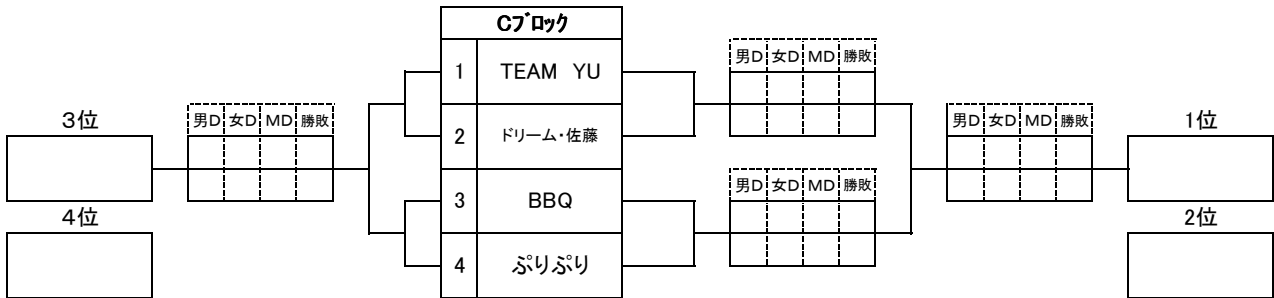 Cブロック
1 TEAM YU
2 ドリーム・佐藤
3 BBQ
4 ぷりぷり
男D 女D MD 勝敗
男D 女D MD 勝敗
男D 女D MD 勝敗
男D 女D MD 勝敗
3位
4位
1位
2位